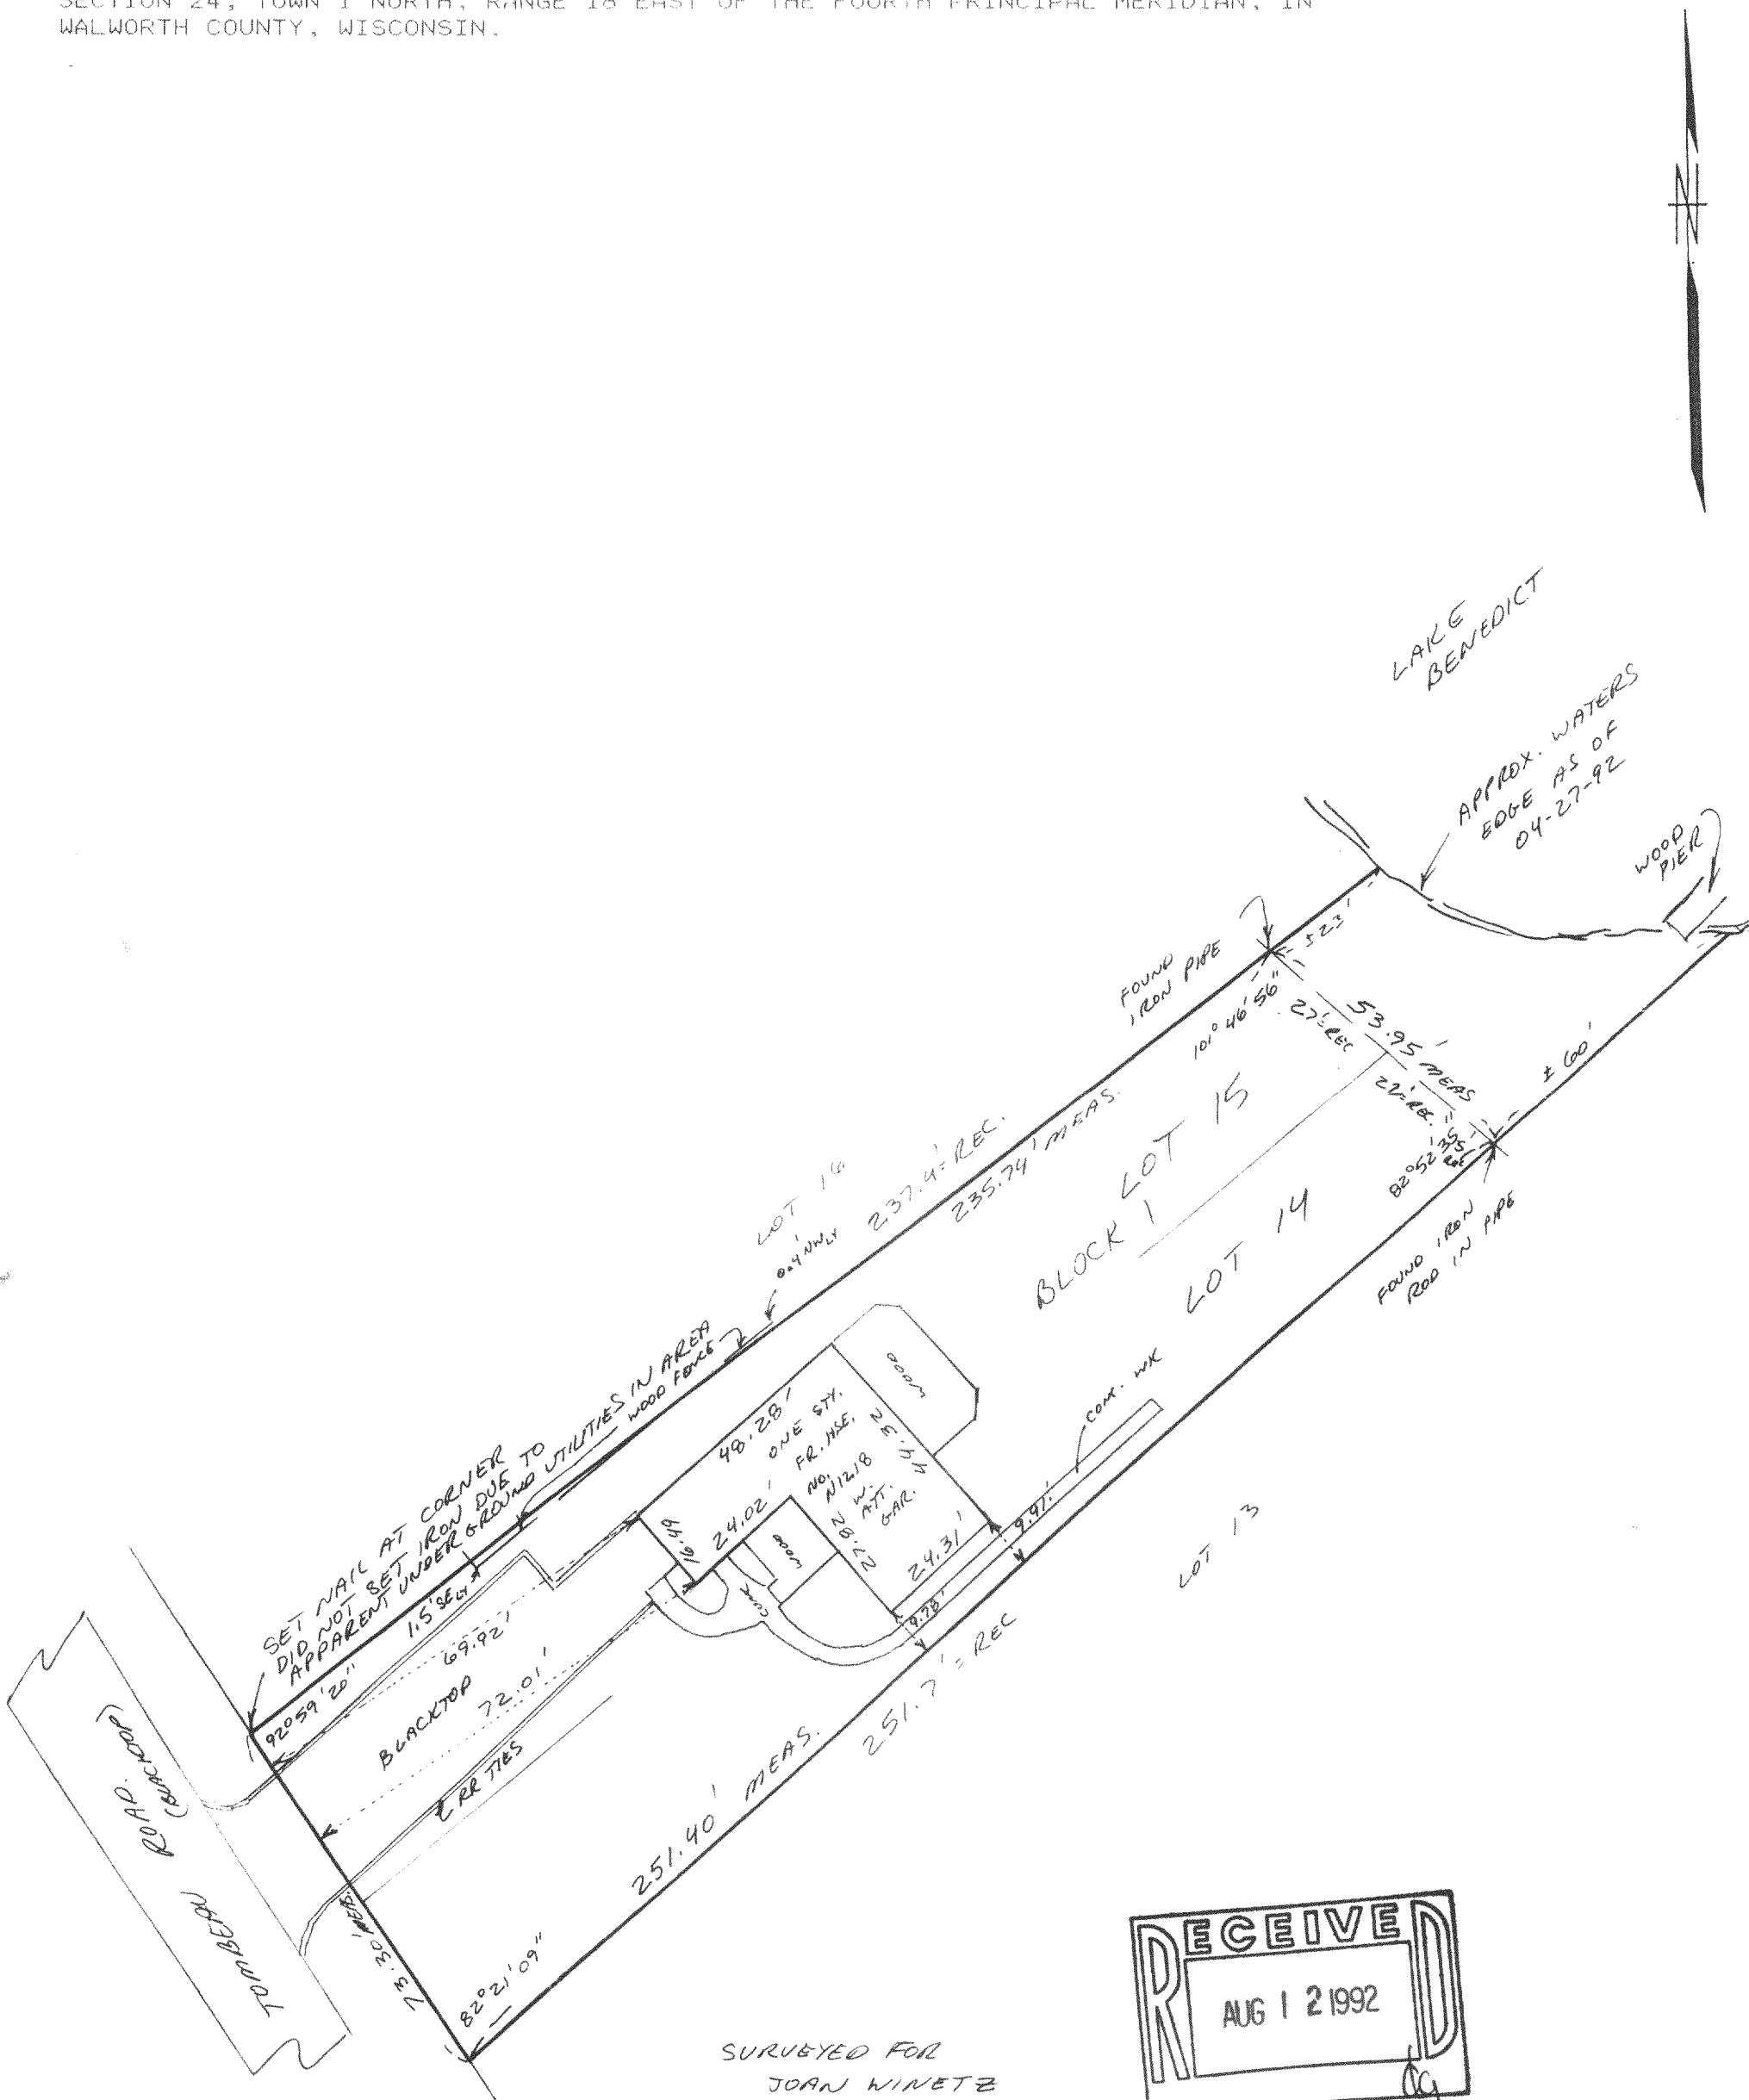 SECTION 24, TOWN 1 NORTH, RANGE 18 EAST OF THE FOURTH PRINCIPAL MERIDIAN, IN
WALWORTH COUNTY, WISCONSIN.
N
LAKE
BENEDICT
APPROX. WATERS
EDGE AS OF
04-27-92
WOOD
PIER
FOUND
IRON PIPE
±23'
101° 46' 56"
27'=REC
53.95' MEAS
22'=REC.
± 60'
82°52'35"
FOUND IRON
ROD IN PIPE
LOT 16
237.4'=REC.
235.74' MEAS.
0.4' NWLY
BLOCK 1
LOT 15
LOT 14
LOT 13
SET NAIL AT CORNER
DID NOT SET IRON DUE TO
APPARENT UNDER GROUND UTILITIES IN AREA
WOOD FENCE
1.5' SELY
48.28'
ONE STY.
FR. HSE.
NO.
N1218
W.
ATT.
GAR.
44.32
WOOD
24.02'
16.49
WOOD
27.92
24.31'
CONC
CONC. WK
9.97'
9.78'
92°59'20"
69.92'
BLACKTOP
72.01'
RR TIES
251.7'=REC
251.40' MEAS.
73.30' MEAS.
82°21'09"
TOMBEAU ROAD
(BLACKTOP)
SURVEYED FOR
JOAN WINETZ
RECEIVED
AUG 12 1992